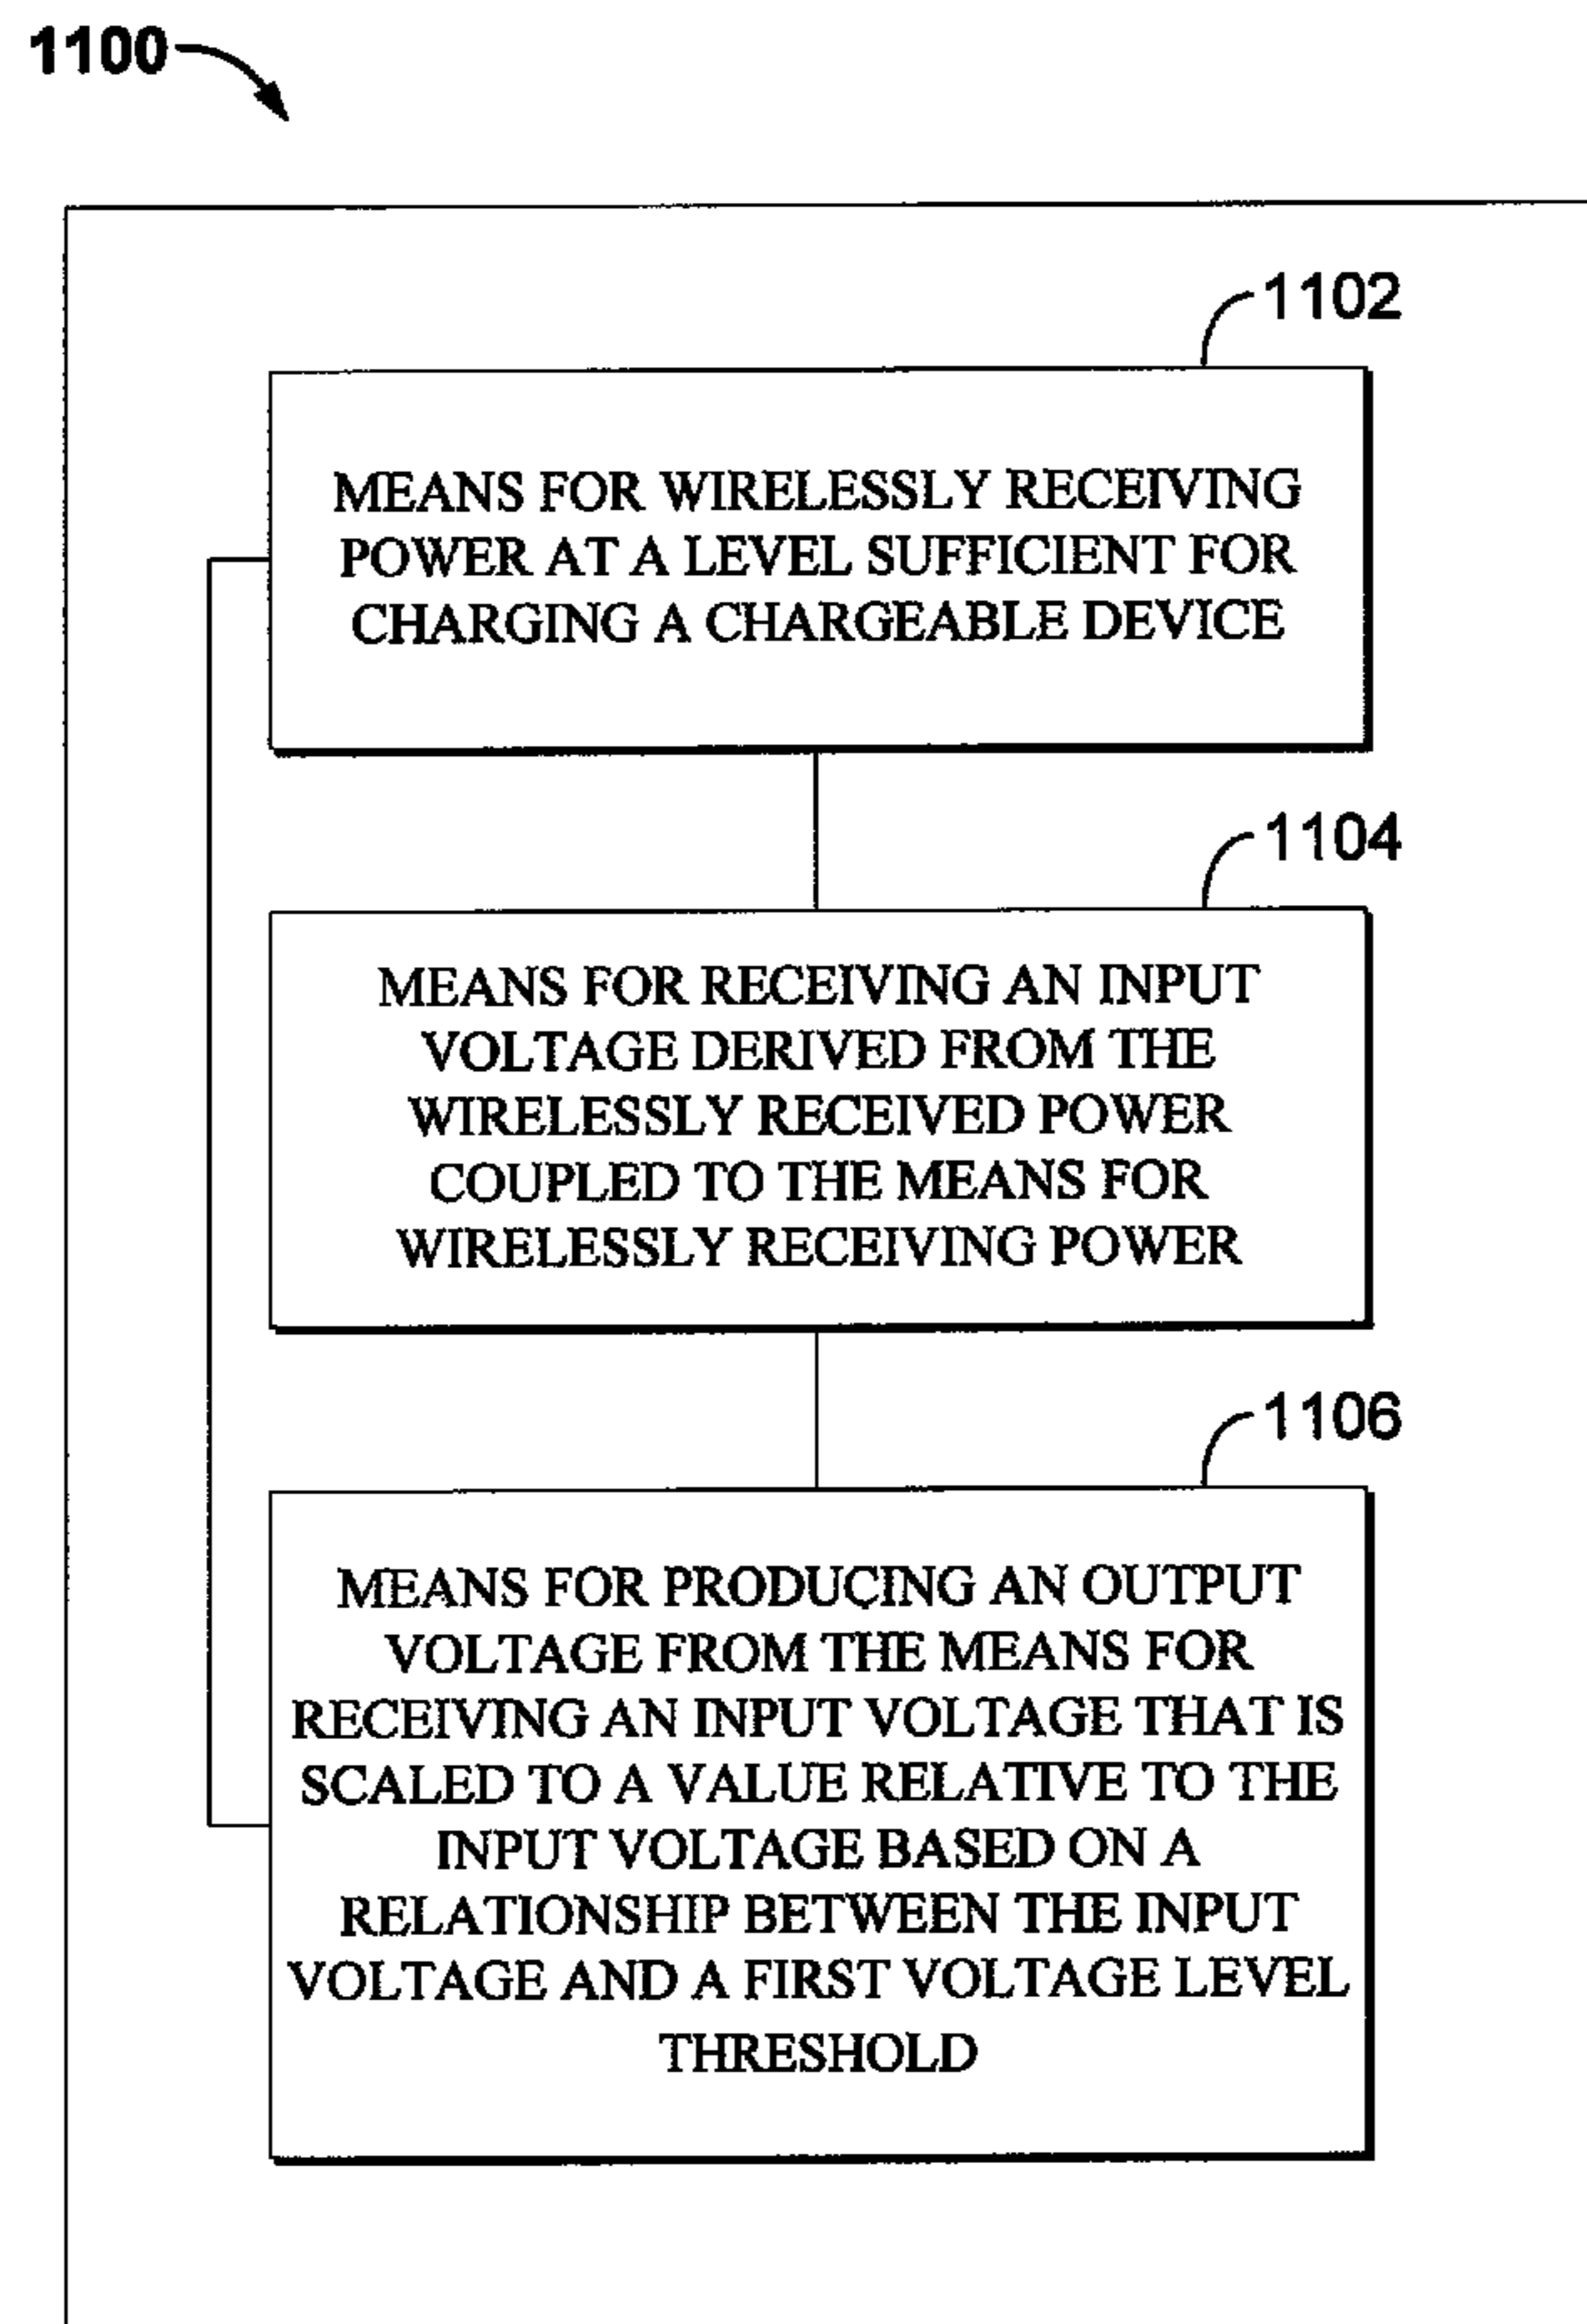 1100
1102
MEANS FOR WIRELESSLY RECEIVING
POWER AT A LEVEL SUFFICIENT FOR
CHARGING A CHARGEABLE DEVICE
1104
MEANS FOR RECEIVING AN INPUT
VOLTAGE DERIVED FROM THE
WIRELESSLY RECEIVED POWER
COUPLED TO THE MEANS FOR
WIRELESSLY RECEIVING POWER
1106
MEANS FOR PRODUCING AN OUTPUT
VOLTAGE FROM THE MEANS FOR
RECEIVING AN INPUT VOLTAGE THAT IS
SCALED TO A VALUE RELATIVE TO THE
INPUT VOLTAGE BASED ON A
RELATIONSHIP BETWEEN THE INPUT
VOLTAGE AND A FIRST VOLTAGE LEVEL
THRESHOLD